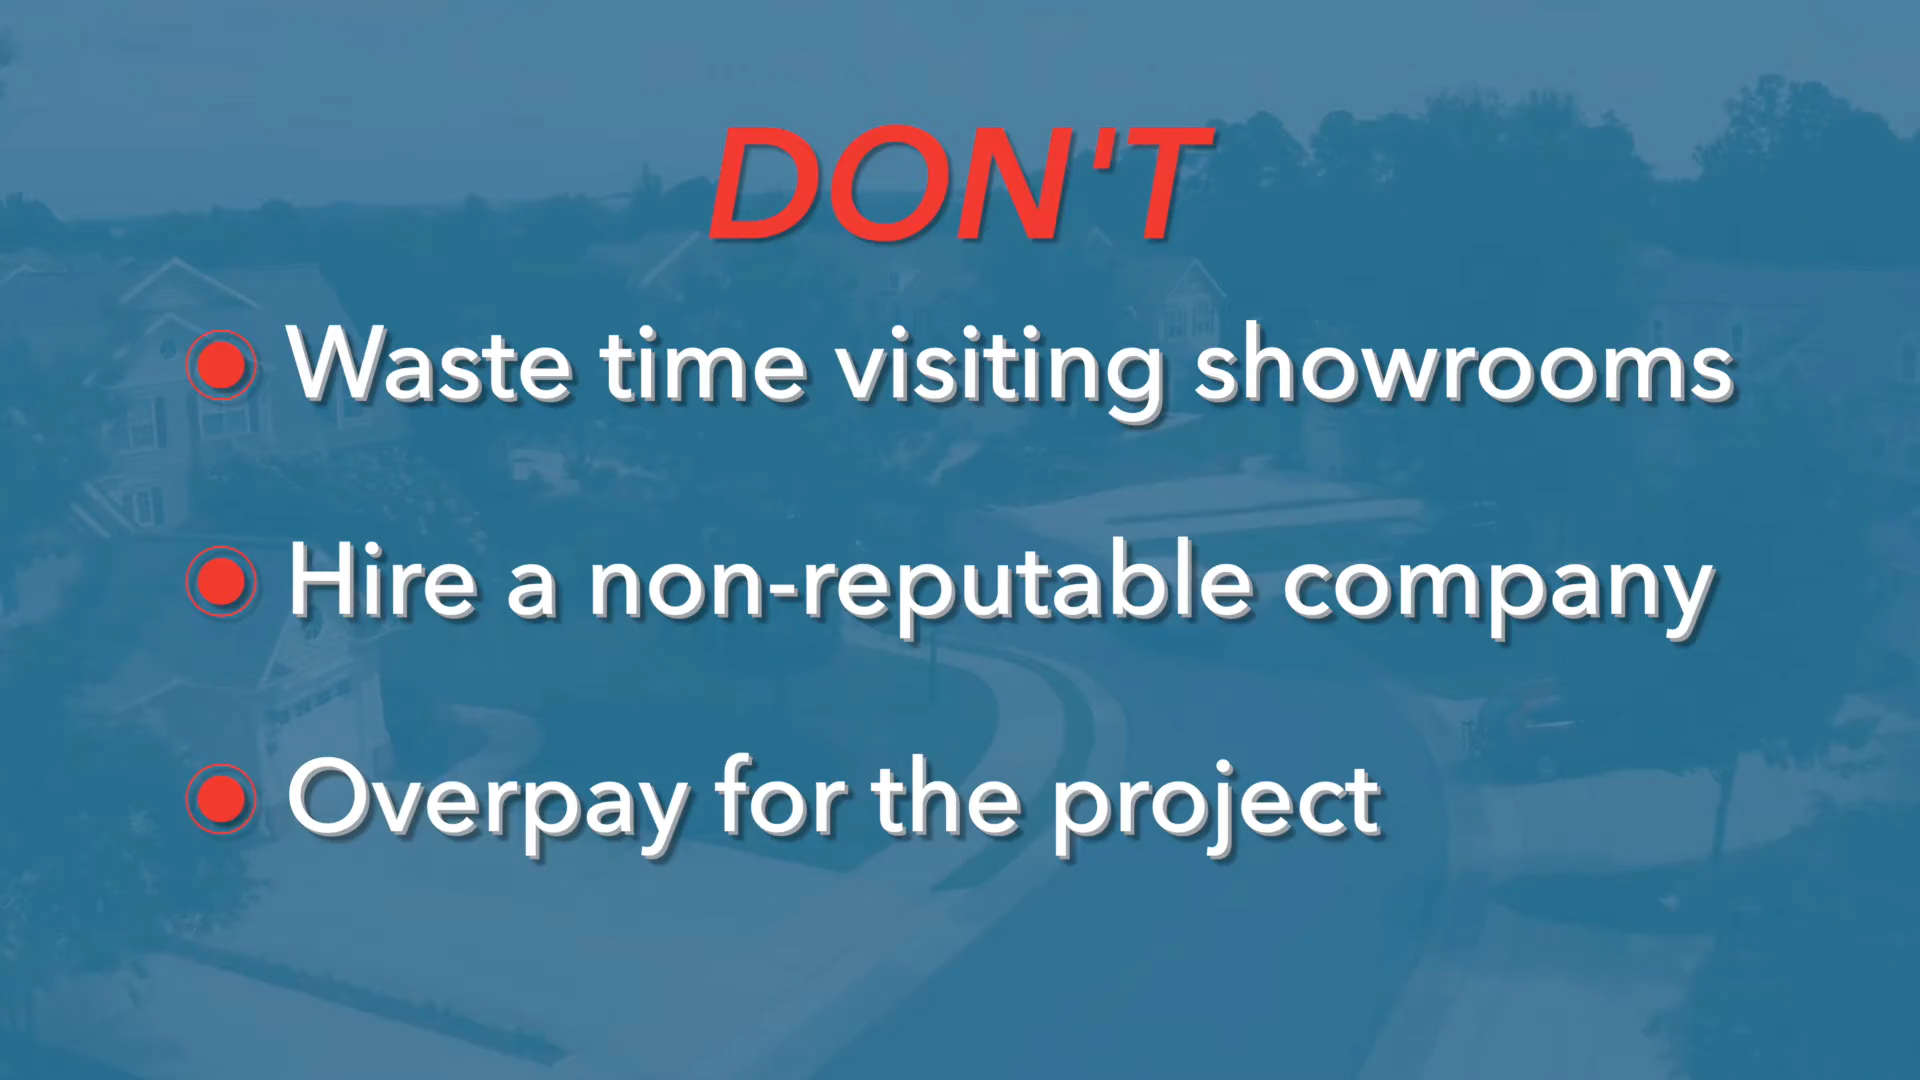 DON'T
Waste time visiting showrooms
Hire a non-reputable company
Overpay for the project